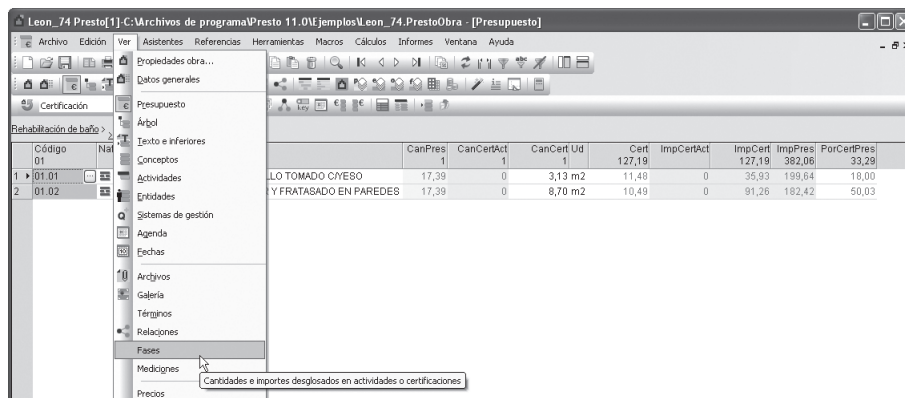 Leon_74 Presto[1]-C:\Archivos de programa\Presto 11.0\Ejemplos\Leon_74.PrestoObra - [Presupuesto]
Archivo Edición Ver Asistentes Referencias Herramientas Macros Cálculos Informes Ventana Ayuda
Propiedades obra...
Datos generales
Certificación
Presupuesto
Rehabilitación de baño >
Árbol
Texto e inferiores
Código Nat CanPres CanCertAct CanCert Ud Cert ImpCertAct ImpCert ImpPres PorCertPres
01 1 1 1 127,19 127,19 382,06 33,29
Conceptos
1 01.01 LLO TOMADO C/YESO 17,39 0 3,13 m2 11,48 0 35,93 199,64 18,00
Actividades
2 01.02 Y FRATASADO EN PAREDES 17,39 0 8,70 m2 10,49 0 91,26 182,42 50,03
Entidades
Sistemas de gestión
Agenda
Fechas
Archivos
Galería
Términos
Relaciones
Fases
Mediciones
Cantidades e importes desglosados en actividades o certificaciones
Precios